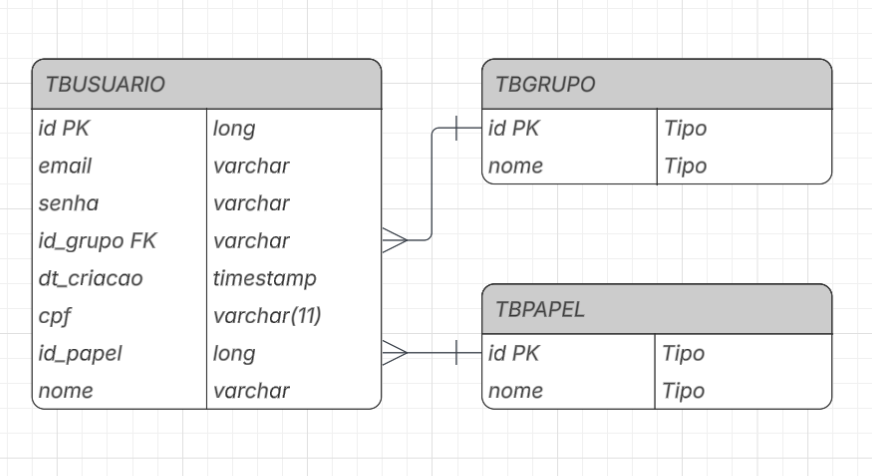 TBUSUARIO
id PK long
email varchar
senha varchar
id_grupo FK varchar
dt_criacao timestamp
cpf varchar(11)
id_papel long
nome varchar
TBGRUPO
id PK Tipo
nome Tipo
TBPAPEL
id PK Tipo
nome Tipo